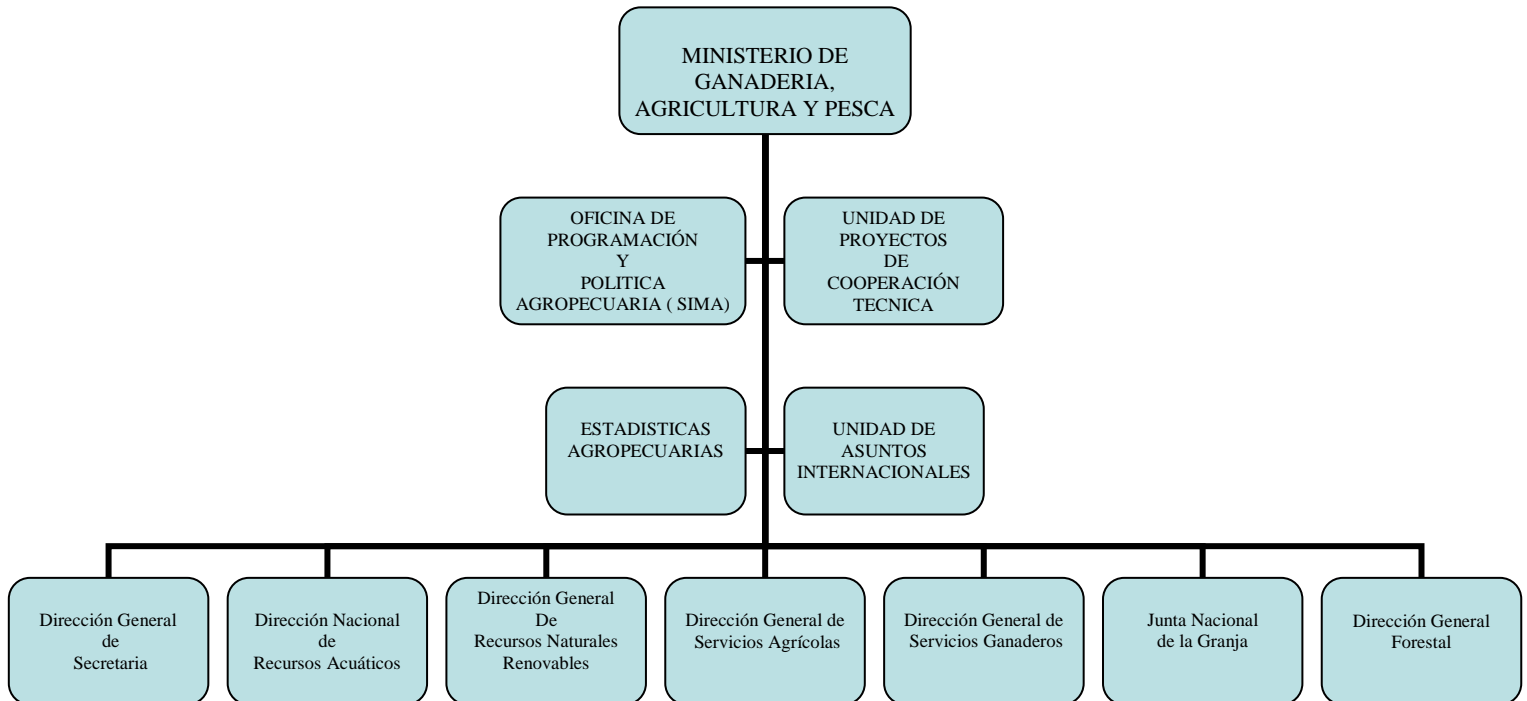 MINISTERIO DE
GANADERIA,
AGRICULTURA Y PESCA
OFICINA DE
PROGRAMACIÓN
Y
POLITICA
AGROPECUARIA ( SIMA)
UNIDAD DE
PROYECTOS
DE
COOPERACIÓN
TECNICA
ESTADISTICAS
AGROPECUARIAS
UNIDAD DE
ASUNTOS
INTERNACIONALES
Dirección General
de
Secretaria
Dirección Nacional
de
Recursos Acuáticos
Dirección General
De
Recursos Naturales
Renovables
Dirección General de
Servicios Agrícolas
Dirección General de
Servicios Ganaderos
Junta Nacional
de la Granja
Dirección General
Forestal